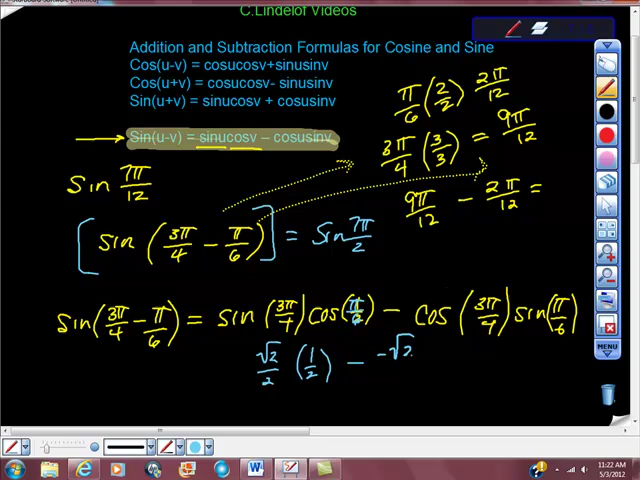 C.Lindelof Videos
Addition and Subtraction Formulas for Cosine and Sine
Cos(u-v) = cosucosv+sinusinv
Cos(u+v) = cosucosv- sinusinv
Sin(u+v) = sinucosv + cosusinv
Sin(u-v) = sinucosv – cosusinv
π/6 (2/2) 2π/12
3π/4 (3/3) = 9π/12
9π/12 - 2π/12 =
Sin 7π/12
[ sin (3π/4 - π/6) ] = Sin 7π/2
Sin(3π/4 - π/6) = sin (3π/4) cos(π/6) - cos (3π/4) sin(π/6)
√2/2 (1/2) - -√2
MENU
11:22 AM
5/3/2012